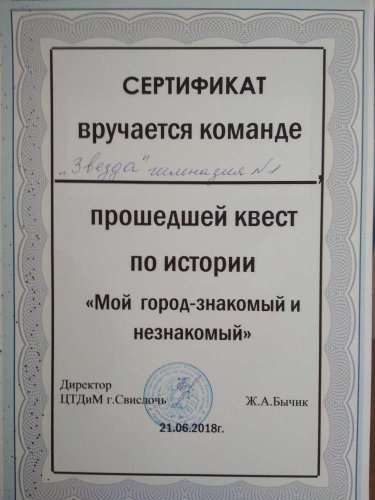 СЕРТИФИКАТ
вручается команде
„Звезда" гимназия №1
,
прошедшей квест
по истории
«Мой город-знакомый и
незнакомый»
Директор
ЦТДиМ г.Свислочь Ж.А.Бычик
21.06.2018г.